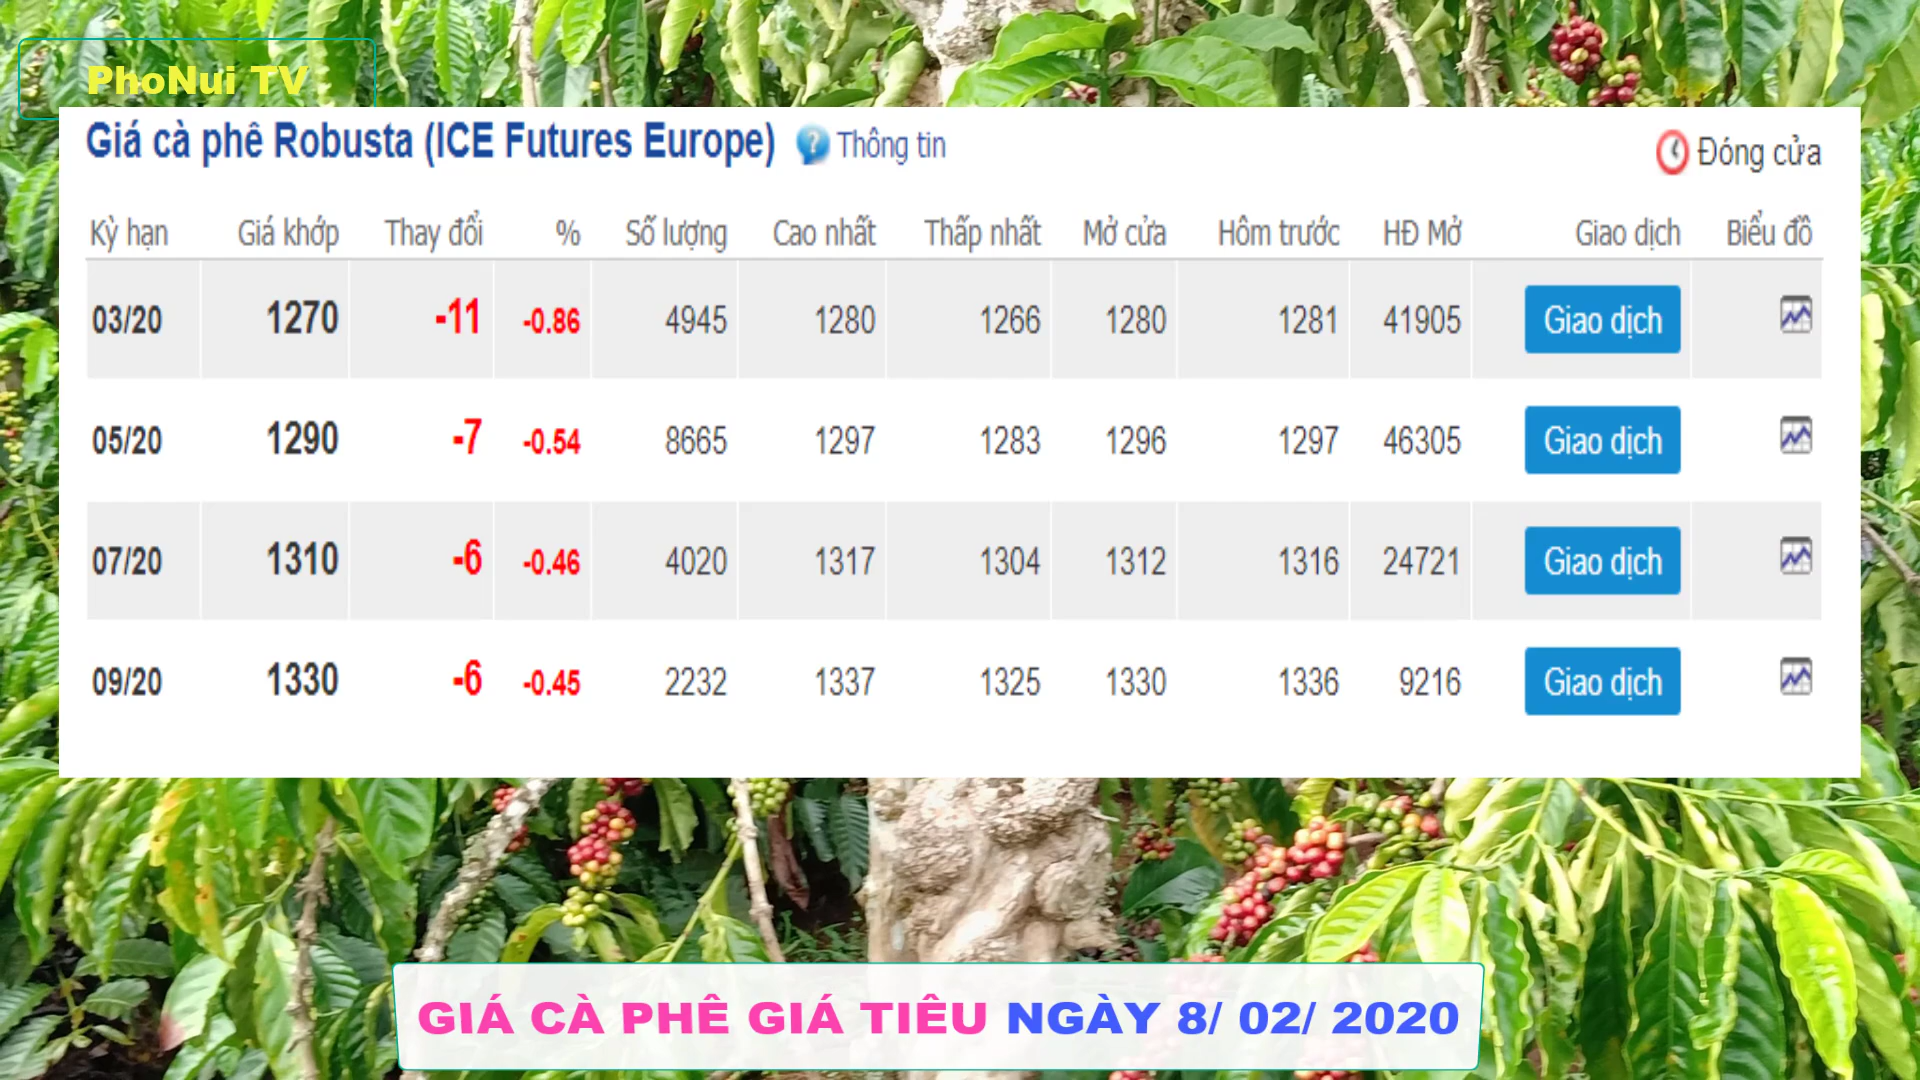 PhoNui TV
Giá cà phê Robusta (ICE Futures Europe) ? Thông tin Đóng cửa
Kỳ hạn Giá khớp Thay đổi % Số lượng Cao nhất Thấp nhất Mở cửa Hôm trước HĐ Mở Giao dịch Biểu đồ
03/20 1270 -11 -0.86 4945 1280 1266 1280 1281 41905 Giao dịch
05/20 1290 -7 -0.54 8665 1297 1283 1296 1297 46305 Giao dịch
07/20 1310 -6 -0.46 4020 1317 1304 1312 1316 24721 Giao dịch
09/20 1330 -6 -0.45 2232 1337 1325 1330 1336 9216 Giao dịch
GIÁ CÀ PHÊ GIÁ TIÊU NGÀY 8/ 02/ 2020